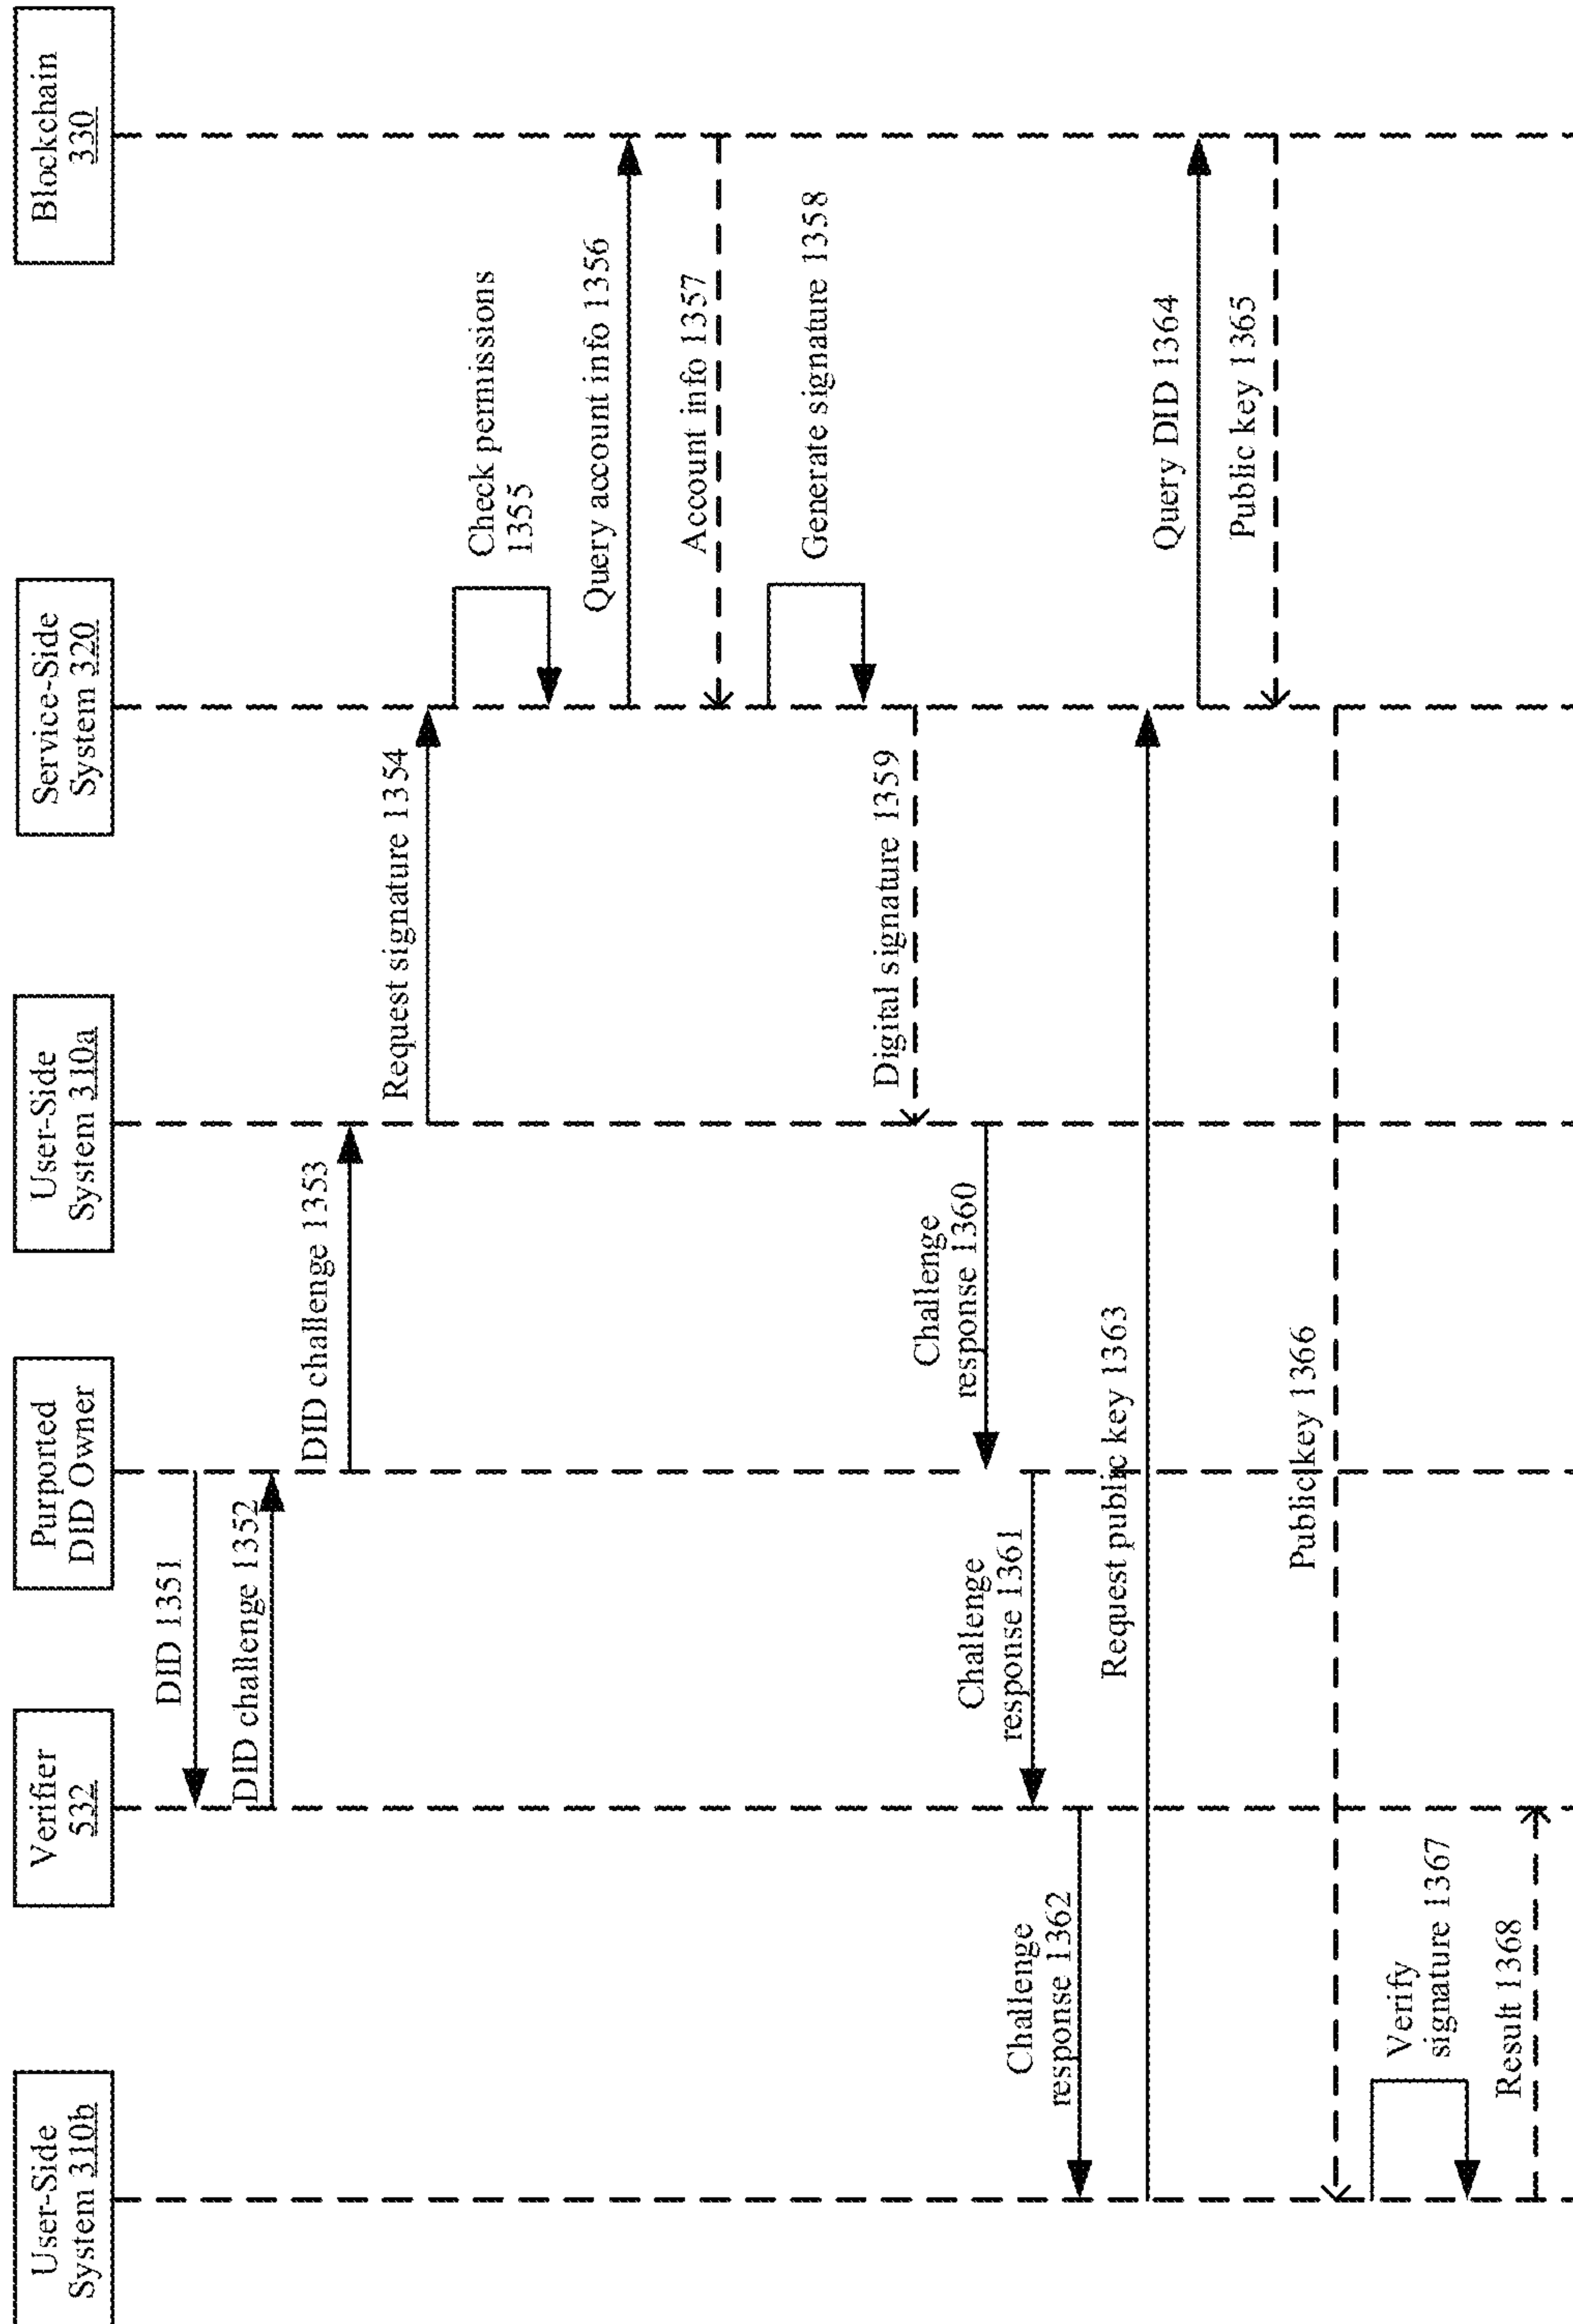 User-Side
System 310b
Verifier
532
Purported
DID Owner
User-Side
System 310a
Service-Side
System 320
Blockchain
330
DID 1351
DID challenge 1352
DID challenge 1353
Request signature 1354
Check permissions
1355
Query account info 1356
Account info 1357
Generate signature 1358
Digital signature 1359
Challenge
response 1360
Challenge
response 1361
Challenge
response 1362
Request public key 1363
Query DID 1364
Public key 1365
Public key 1366
Verify
signature 1367
Result 1368